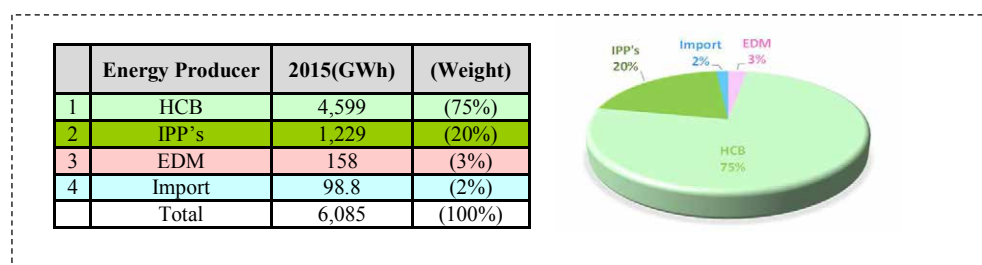 Energy Producer 2015(GWh) (Weight)
1 HCB 4,599 (75%)
2 IPP’s 1,229 (20%)
3 EDM 158 (3%)
4 Import 98.8 (2%)
Total 6,085 (100%)
IPP's
20%
Import
2%
EDM
3%
HCB
75%